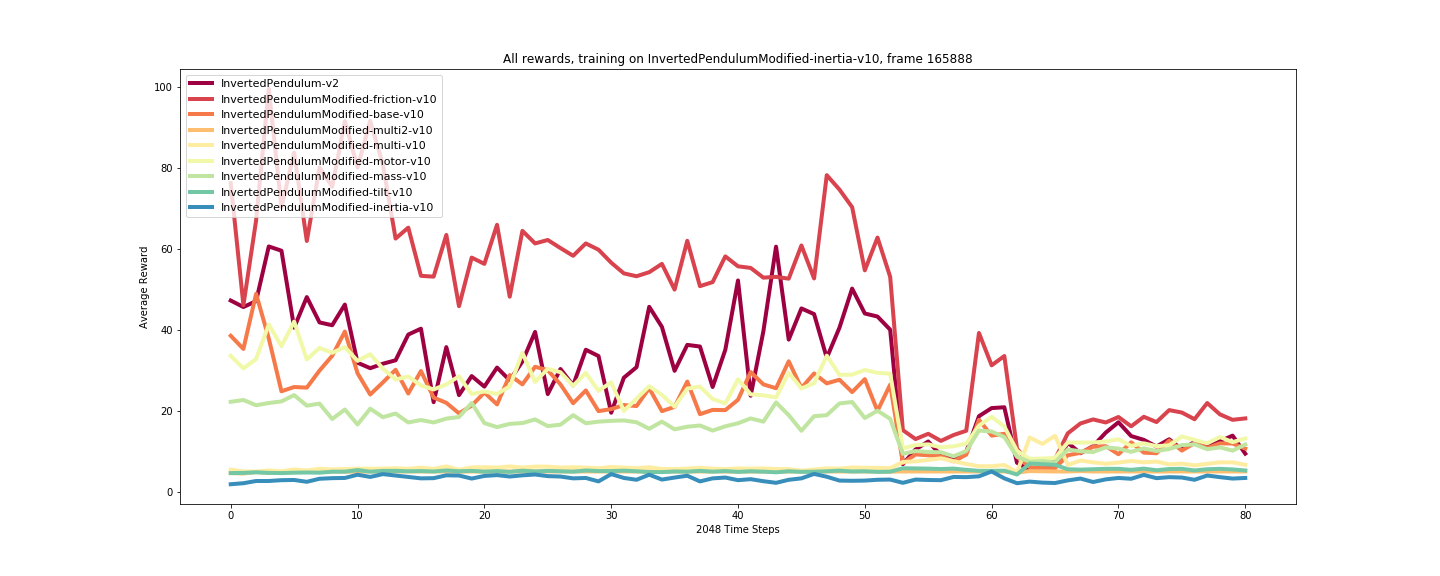 All rewards, training on InvertedPendulumModified-inertia-v10, frame 165888
InvertedPendulum-v2
InvertedPendulumModified-friction-v10
InvertedPendulumModified-base-v10
InvertedPendulumModified-multi2-v10
InvertedPendulumModified-multi-v10
InvertedPendulumModified-motor-v10
InvertedPendulumModified-mass-v10
InvertedPendulumModified-tilt-v10
InvertedPendulumModified-inertia-v10
100
80
60
40
20
0
Average Reward
0 10 20 30 40 50 60 70 80
2048 Time Steps